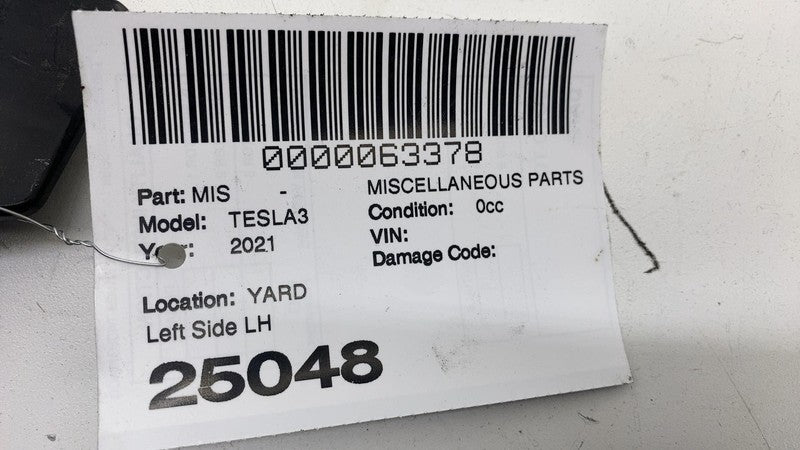 0000063378
Part: MIS - MISCELLANEOUS PARTS
Model: TESLA3 Condition: 0cc
2021 VIN:
Damage Code:
Location: YARD
Left Side LH
25048